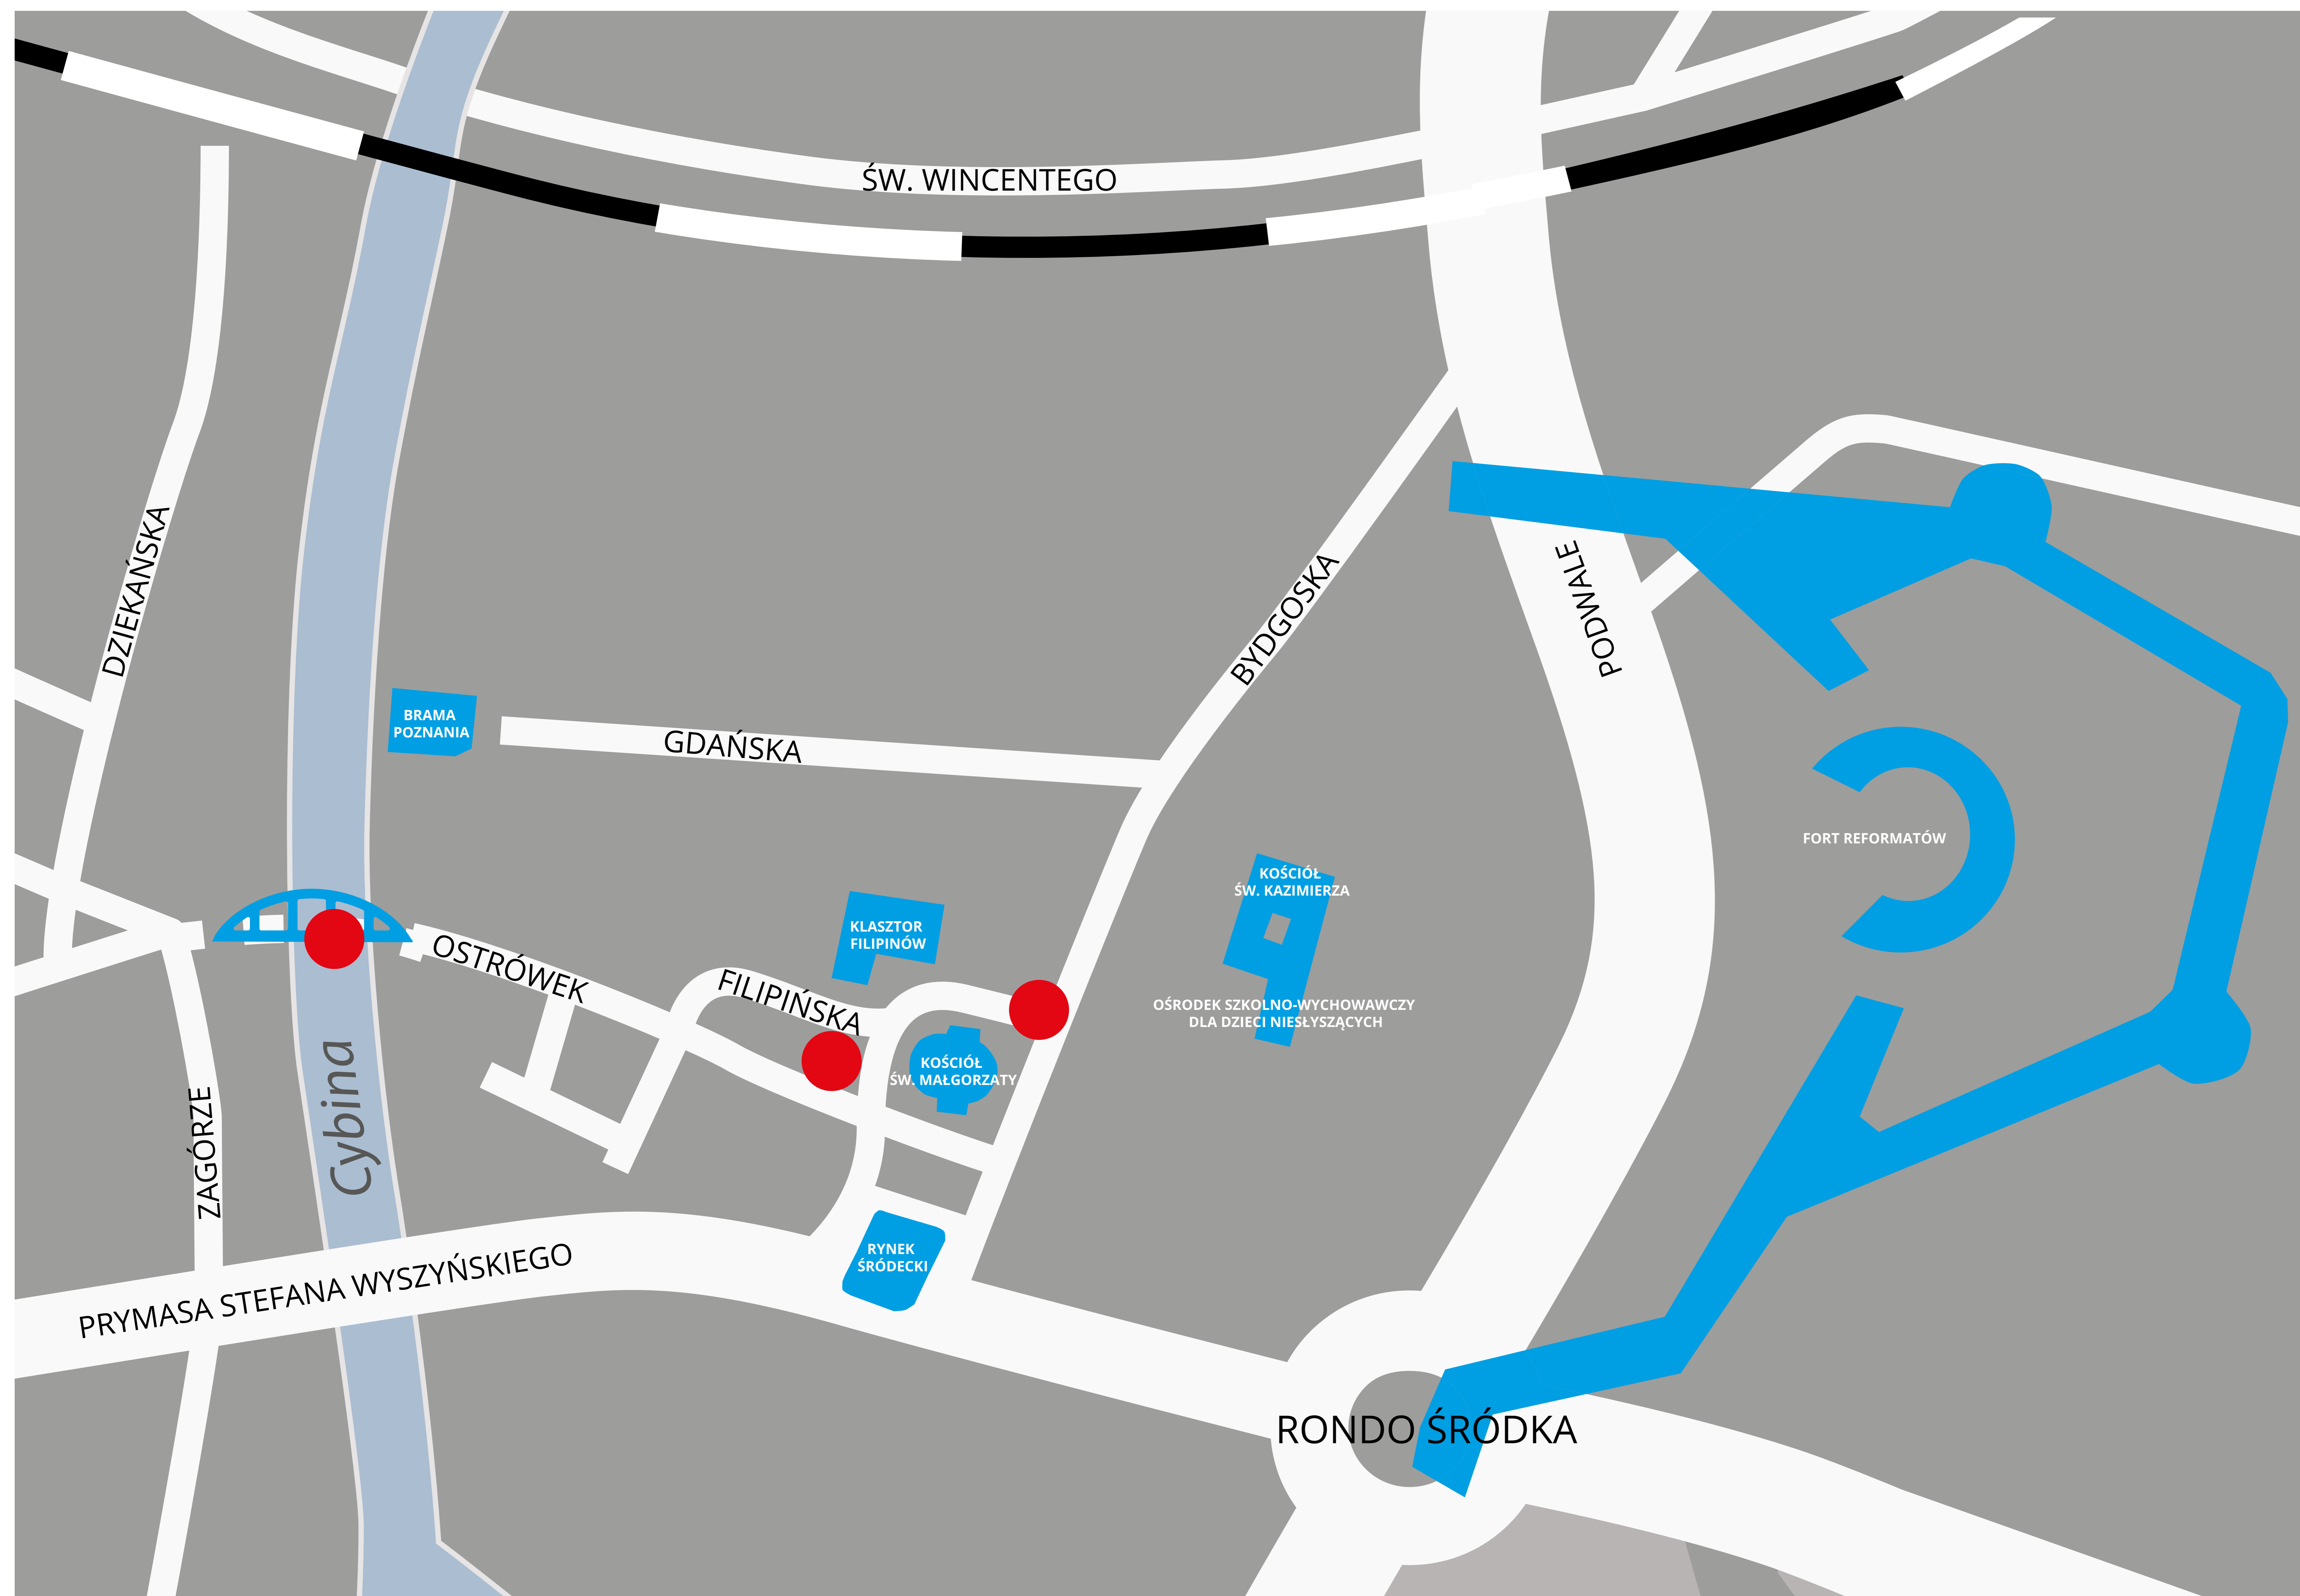 ŚW. WINCENTEGO
DZIEKAŃSKA
BYDGOSKA
PODWALE
BRAMA
POZNANIA
GDAŃSKA
FORT REFORMATÓW
KOŚCIÓŁ
ŚW. KAZIMIERZA
KLASZTOR
FILIPINÓW
OSTRÓWEK
FILIPIŃSKA
OŚRODEK SZKOLNO-WYCHOWAWCZY
DLA DZIECI NIESŁYSZĄCYCH
KOŚCIÓŁ
ŚW. MAŁGORZATY
Cybina
ZAGÓRZE
RYNEK
ŚRÓDECKI
PRYMASA STEFANA WYSZYŃSKIEGO
RONDO ŚRÓDKA